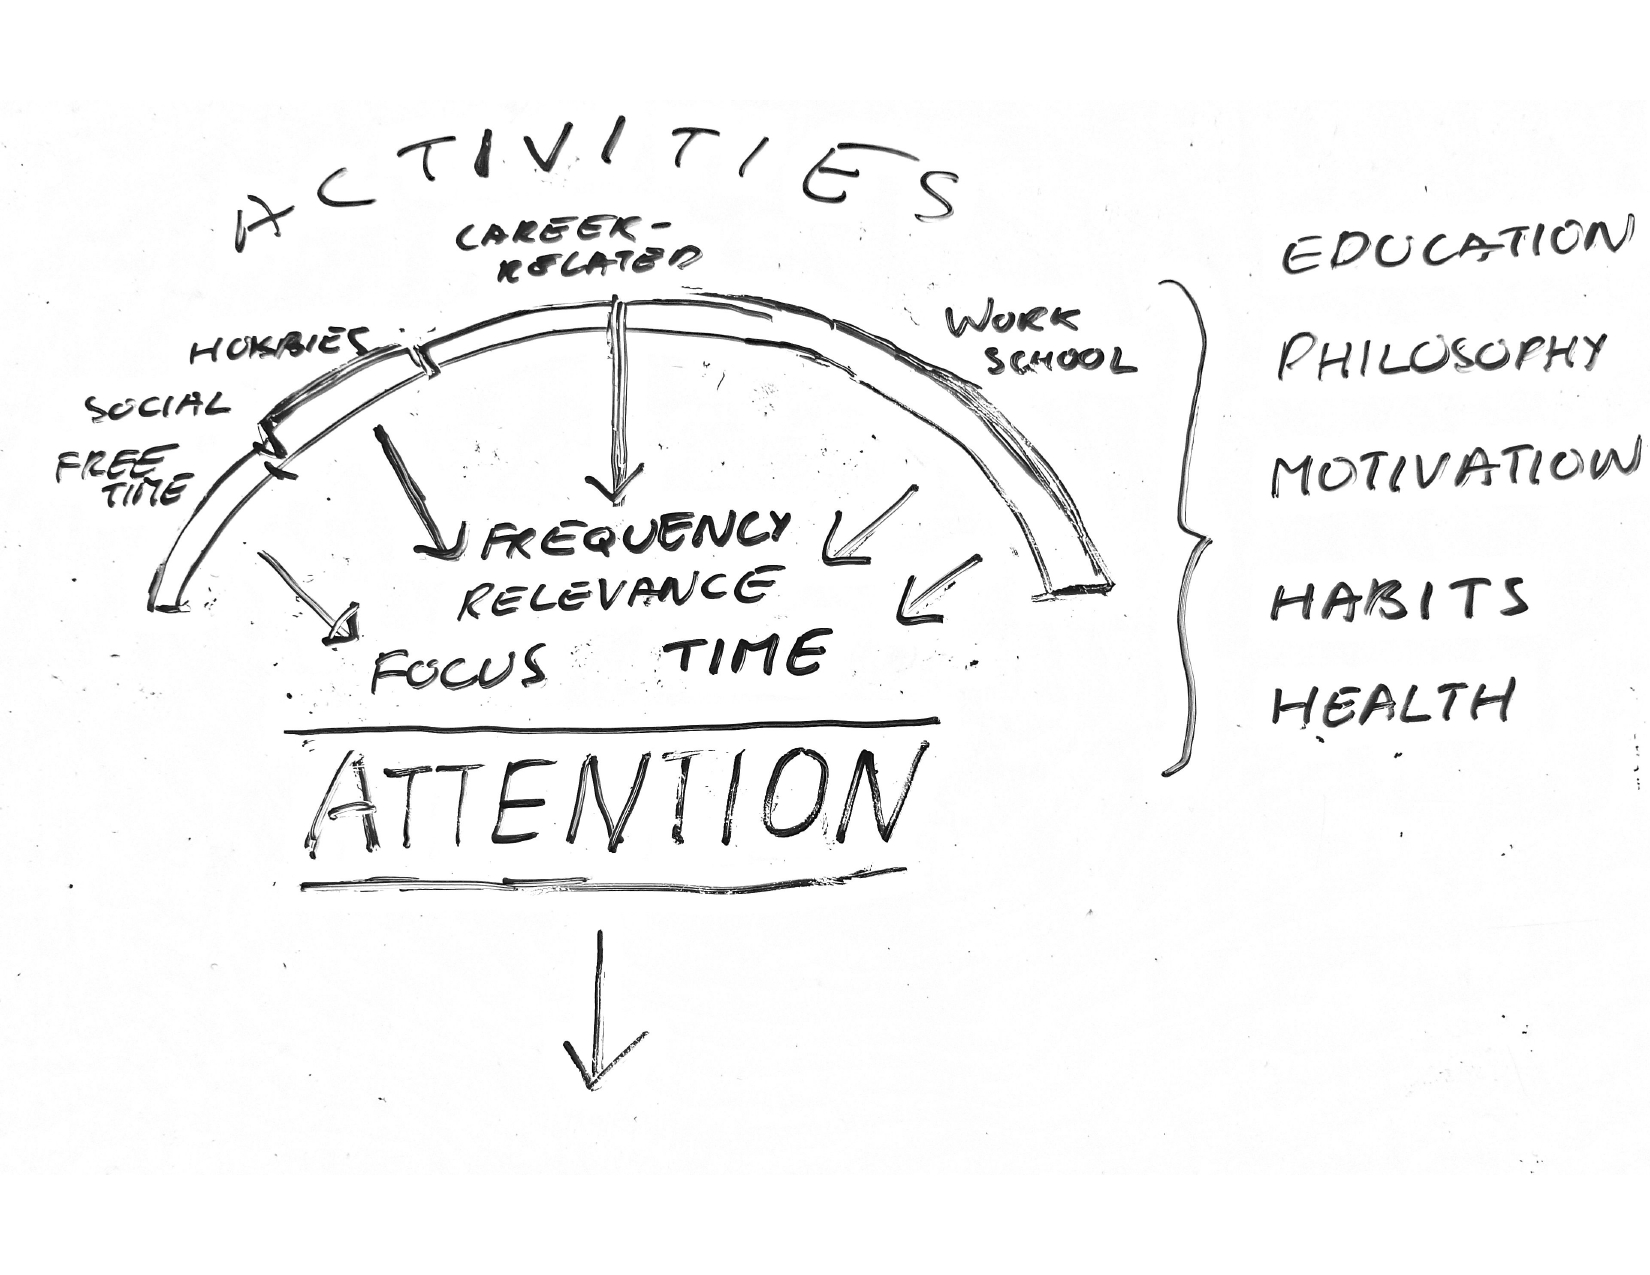 ACTIVITIES
CAREER-
RELATED
HOBBIES
SOCIAL
FREE
TIME
WORK
SCHOOL
FREQUENCY
RELEVANCE
FOCUS TIME
ATTENTION
EDUCATION
PHILOSOPHY
MOTIVATION
HABITS
HEALTH